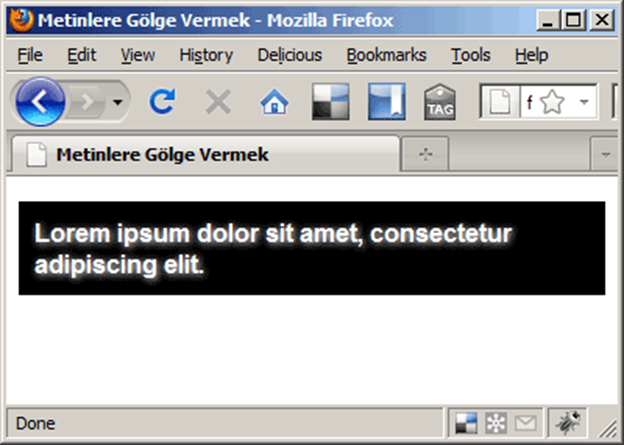 Metinlere Gölge Vermek - Mozilla Firefox
File Edit View History Delicious Bookmarks Tools Help
TAG f
Metinlere Gölge Vermek
Lorem ipsum dolor sit amet, consectetur
adipiscing elit.
Done